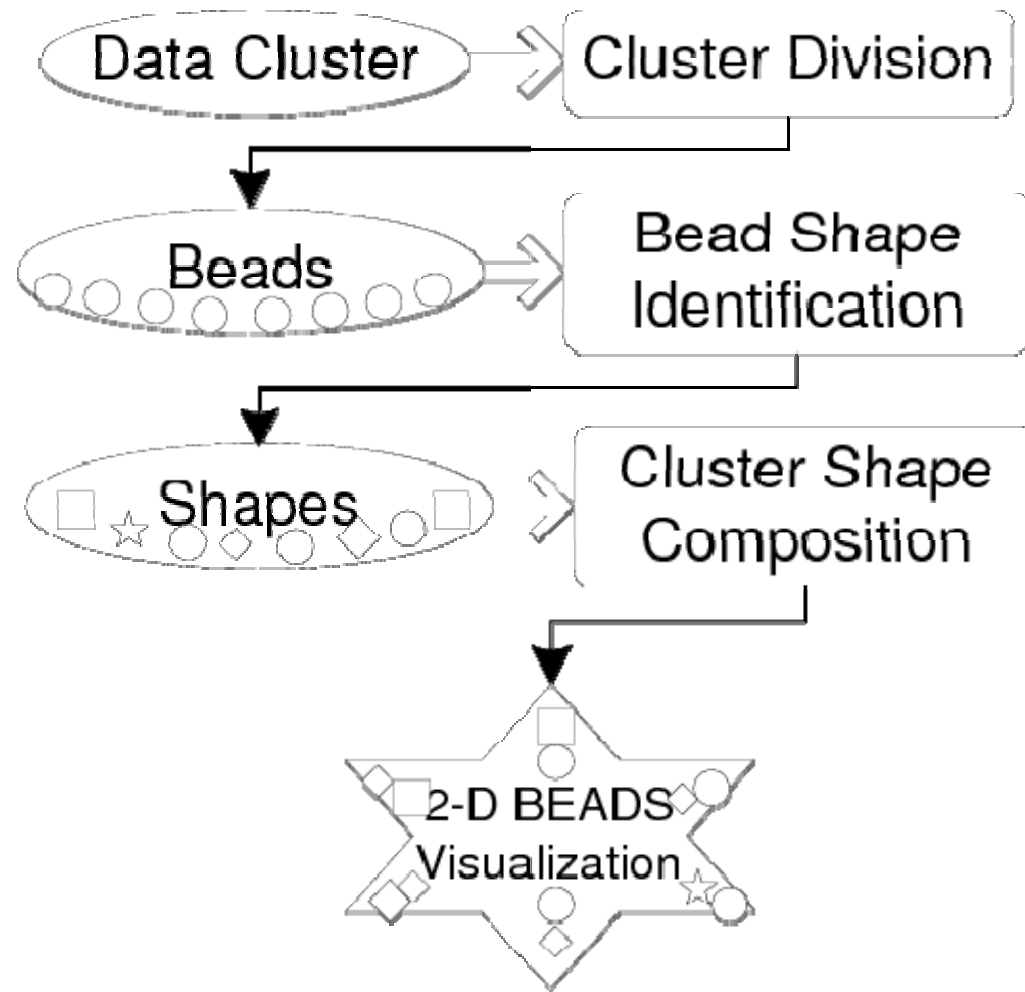 Data Cluster
Cluster Division
Beads
Bead Shape
Identification
Shapes
Cluster Shape
Composition
2-D BEADS
Visualization